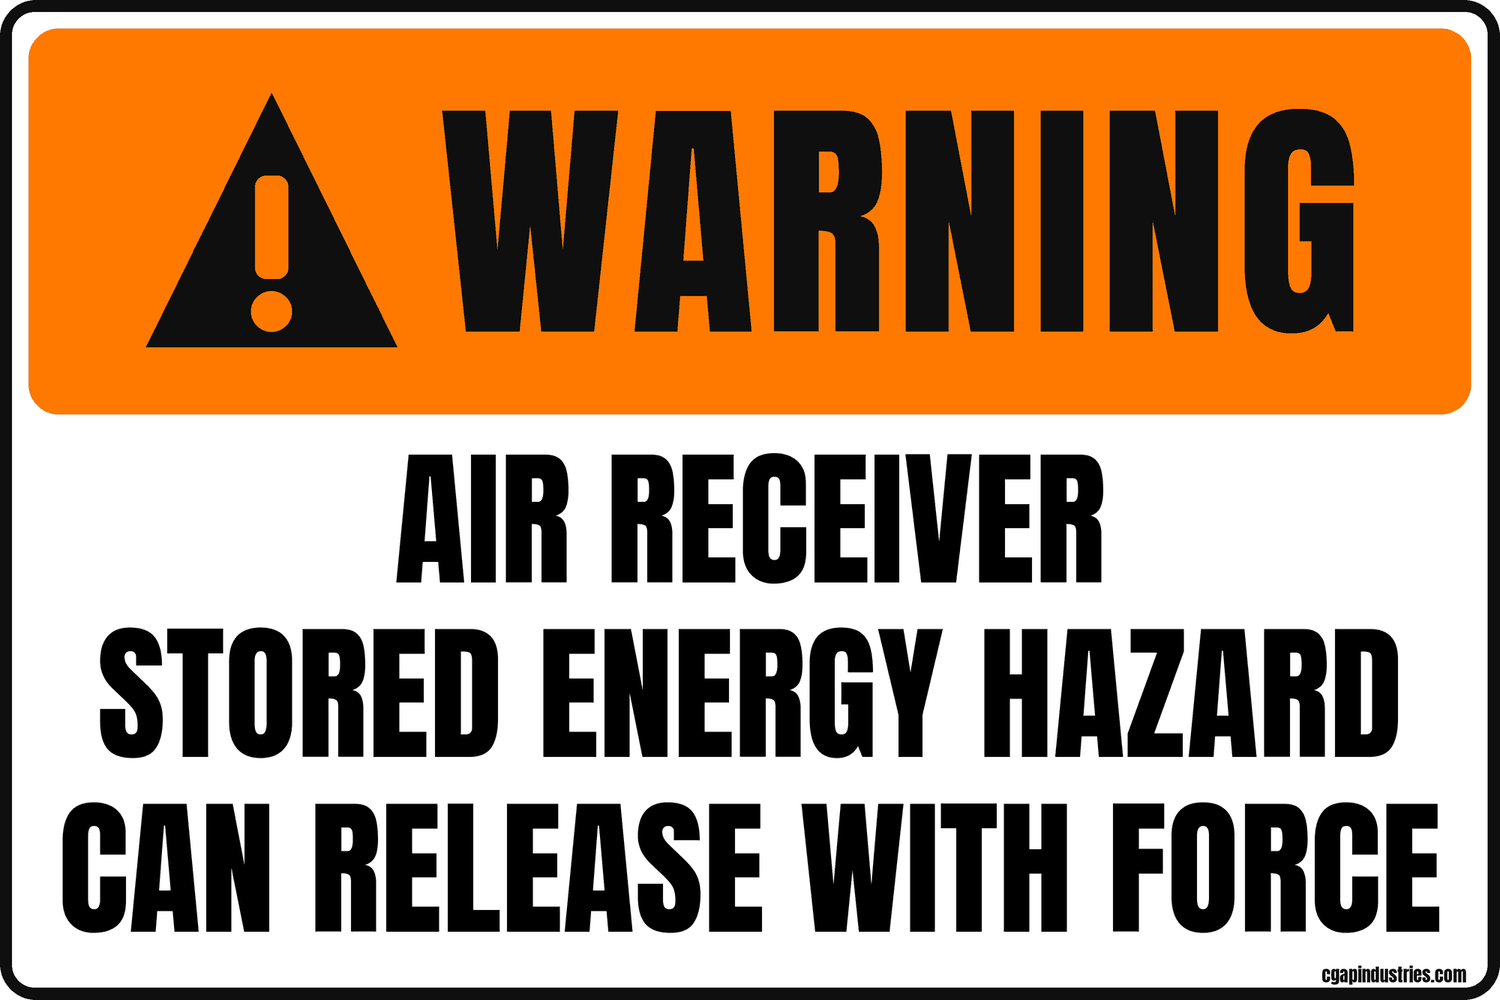 WARNING
AIR RECEIVER
STORED ENERGY HAZARD
CAN RELEASE WITH FORCE
cgapindustries.com